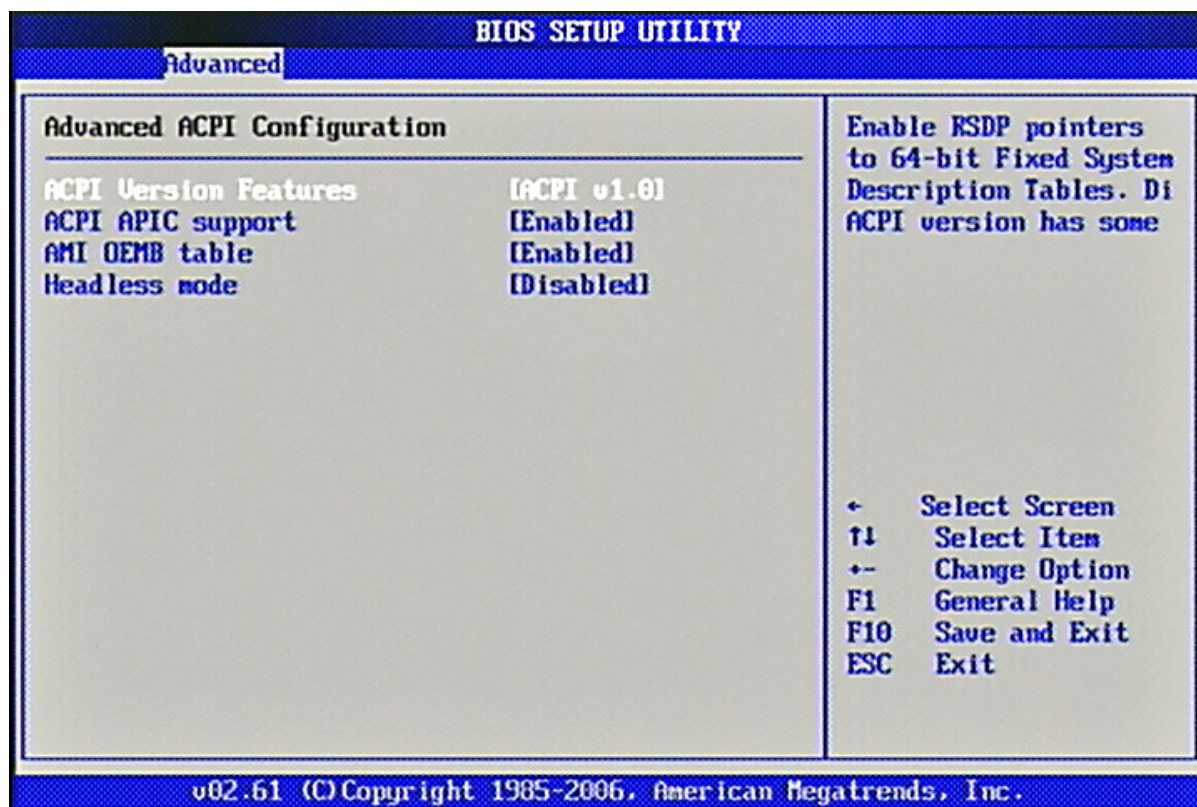 BIOS SETUP UTILITY
Advanced
Advanced ACPI Configuration
ACPI Version Features [ACPI v1.0]
ACPI APIC support [Enabled]
AMI OEMB table [Enabled]
Headless mode [Disabled]
Enable RSDP pointers
to 64-bit Fixed System
Description Tables. Di
ACPI version has some
← Select Screen
↑↓ Select Item
+- Change Option
F1 General Help
F10 Save and Exit
ESC Exit
v02.61 (C)Copyright 1985-2006, American Megatrends, Inc.